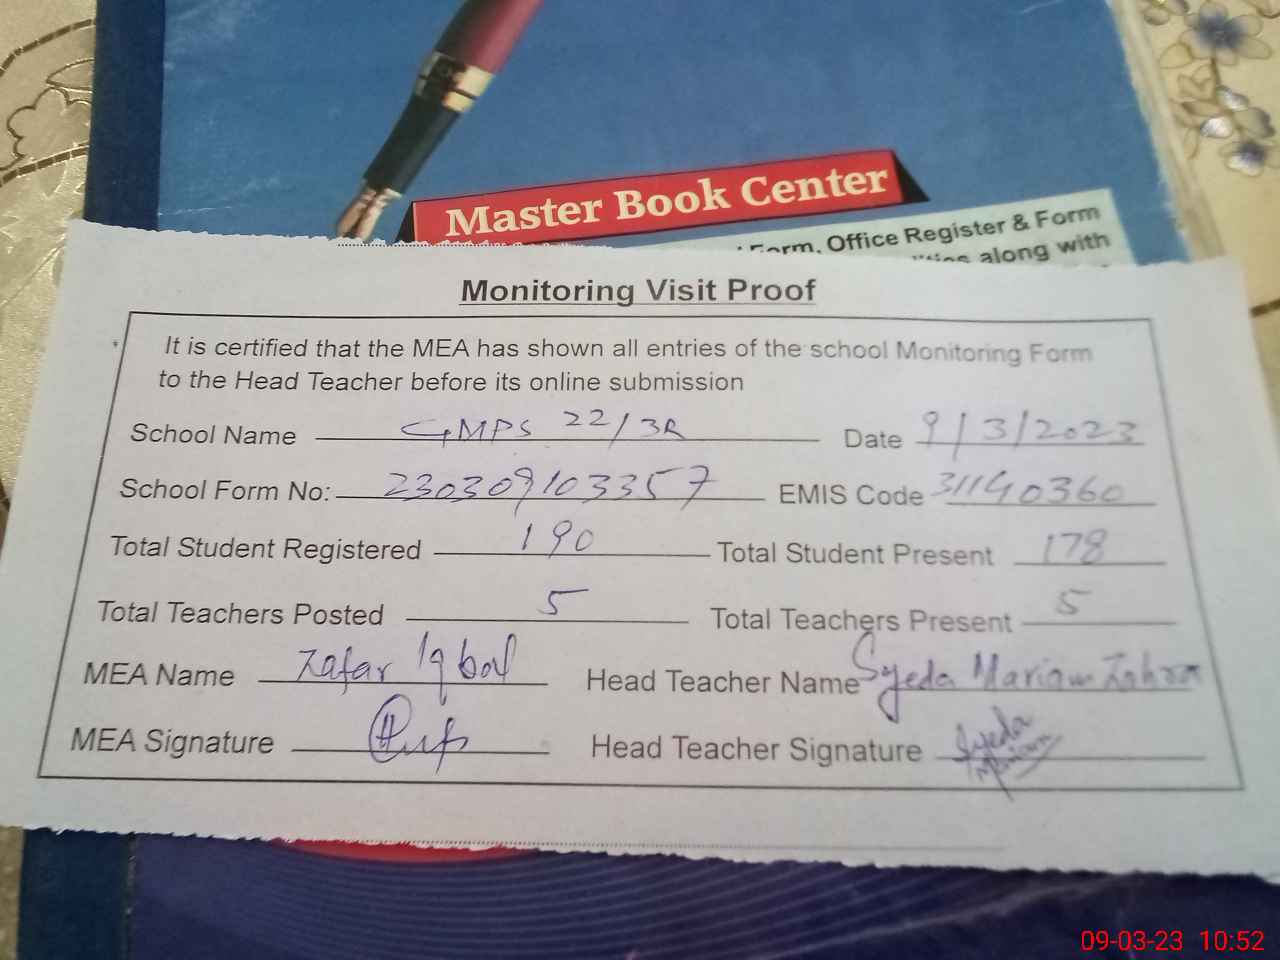 Master Book Center
Form, Office Register & Form
along with
Monitoring Visit Proof
It is certified that the MEA has shown all entries of the school Monitoring Form
to the Head Teacher before its online submission
School Name GMPS 22/3R Date 9/3/2023
School Form No: 230309103357 EMIS Code 31140360
Total Student Registered 190 Total Student Present 178
Total Teachers Posted 5 Total Teachers Present 5
MEA Name Zafar Iqbal Head Teacher Name Syeda Mariam Zahra
MEA Signature Head Teacher Signature Syeda
Mariam
09-03-23 10:52